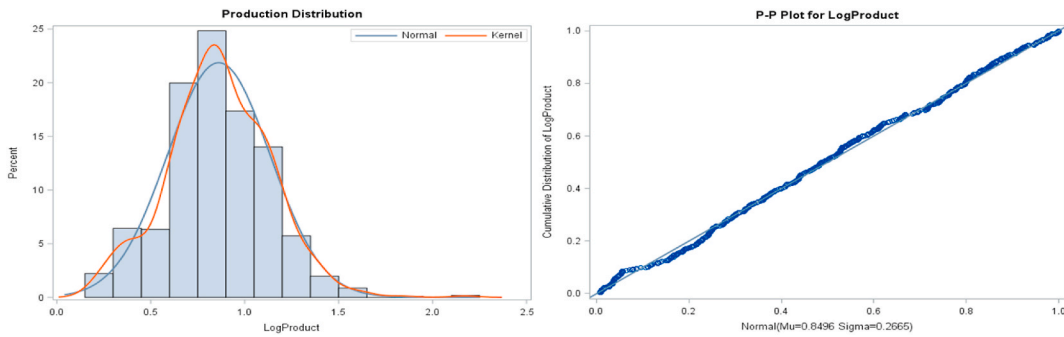 Production Distribution
25
20
15
10
5
0
Percent
Normal
Kernel
0.0 0.5 1.0 1.5 2.0 2.5
LogProduct
P-P Plot for LogProduct
1.0
0.8
0.6
0.4
0.2
0.0
Cumulative Distribution of LogProduct
0.0 0.2 0.4 0.6 0.8 1.0
Normal(Mu=0.8496 Sigma=0.2665)